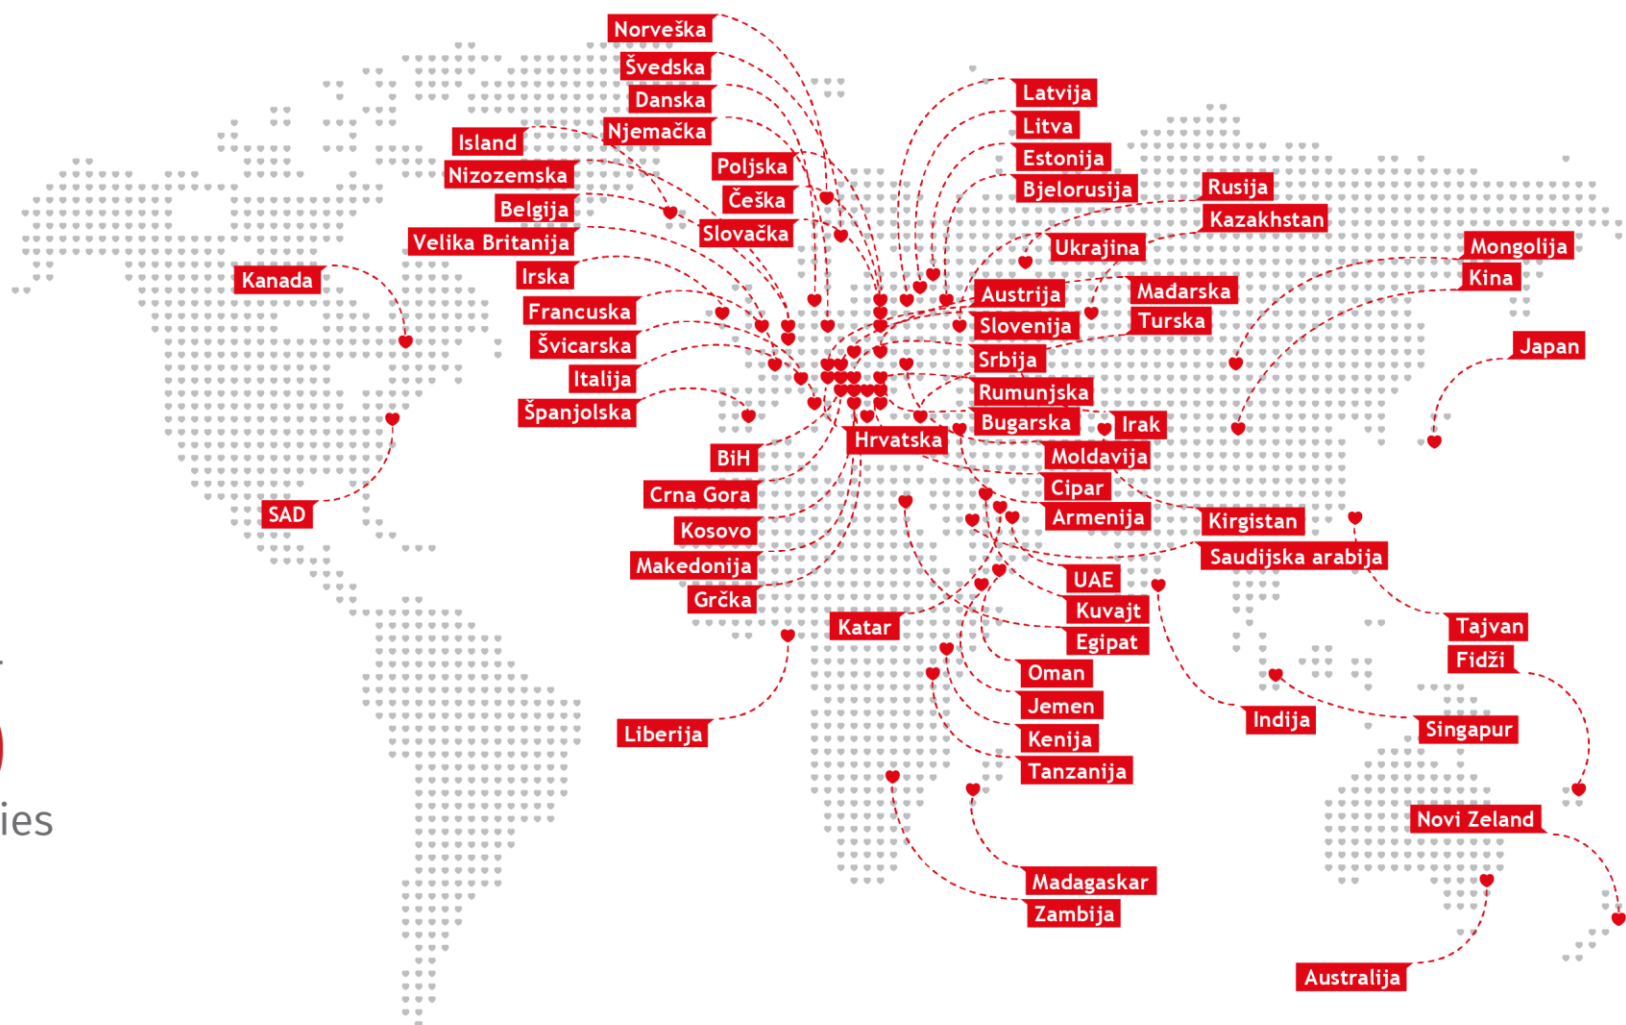 Norveška
Švedska
Danska
Njemačka
Island
Nizozemska
Belgija
Velika Britanija
Irska
Francuska
Švicarska
Italija
Španjolska
Poljska
Češka
Slovačka
Kanada
SAD
BiH
Crna Gora
Kosovo
Makedonija
Grčka
Hrvatska
Katar
Liberija
Latvija
Litva
Estonija
Bjelorusija
Rusija
Kazakhstan
Ukrajina
Austrija
Mađarska
Slovenija
Turska
Srbija
Rumunjska
Bugarska
Irak
Moldavija
Cipar
Armenija
Kirgistan
Saudijska arabija
UAE
Kuvajt
Egipat
Oman
Jemen
Kenija
Tanzanija
Madagaskar
Zambija
Mongolija
Kina
Japan
Tajvan
Fidži
Indija
Singapur
Novi Zeland
Australija
ies